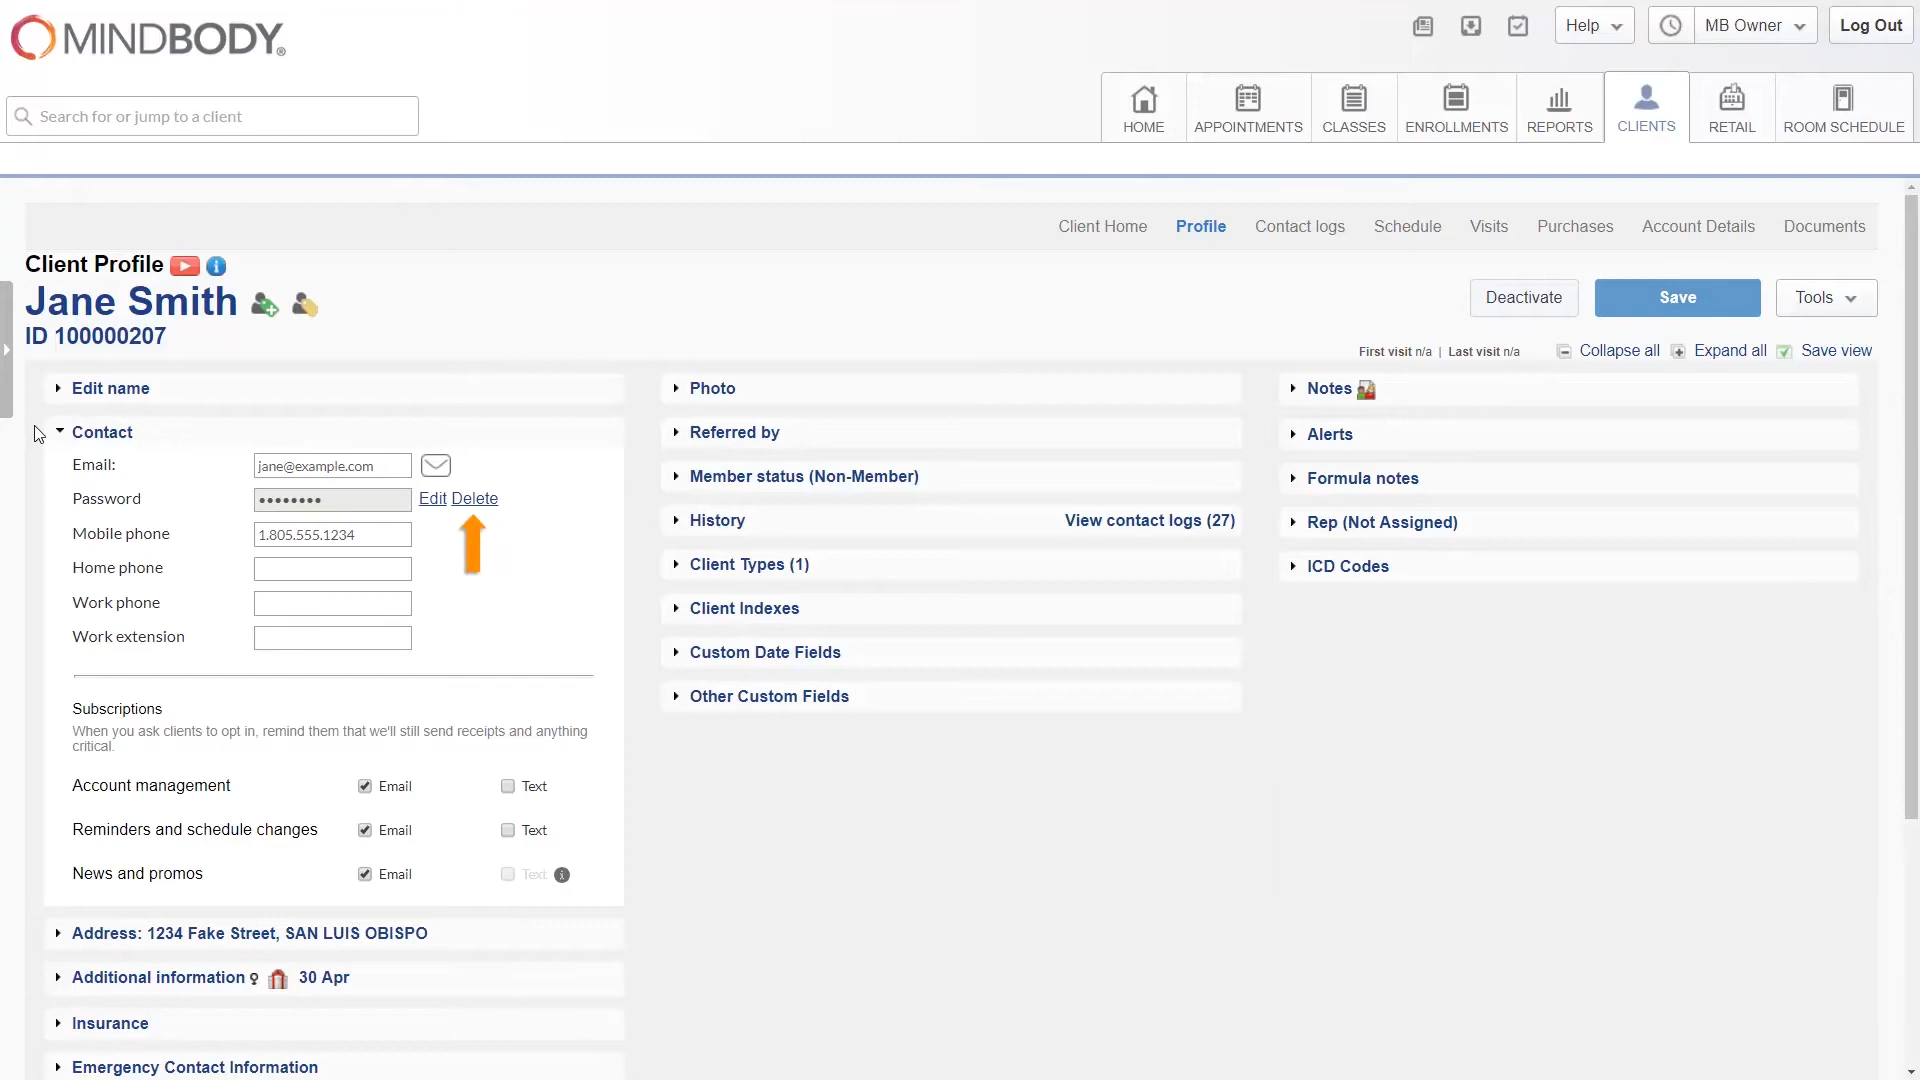 MINDBODY®
Help
MB Owner
Log Out
Search for or jump to a client
HOME
APPOINTMENTS
CLASSES
ENROLLMENTS
REPORTS
CLIENTS
RETAIL
ROOM SCHEDULE
Client Home
Profile
Contact logs
Schedule
Visits
Purchases
Account Details
Documents
Client Profile
Jane Smith
ID 100000207
Deactivate
Save
Tools
First visit n/a | Last visit n/a
Collapse all
Expand all
Save view
Edit name
Contact
Email: jane@example.com
Password •••••••• Edit Delete
Mobile phone 1.805.555.1234
Home phone
Work phone
Work extension
Subscriptions
When you ask clients to opt in, remind them that we'll still send receipts and anything
critical.
Account management Email Text
Reminders and schedule changes Email Text
News and promos Email Text
Address: 1234 Fake Street, SAN LUIS OBISPO
Additional information 30 Apr
Insurance
Emergency Contact Information
Photo
Referred by
Member status (Non-Member)
History View contact logs (27)
Client Types (1)
Client Indexes
Custom Date Fields
Other Custom Fields
Notes
Alerts
Formula notes
Rep (Not Assigned)
ICD Codes